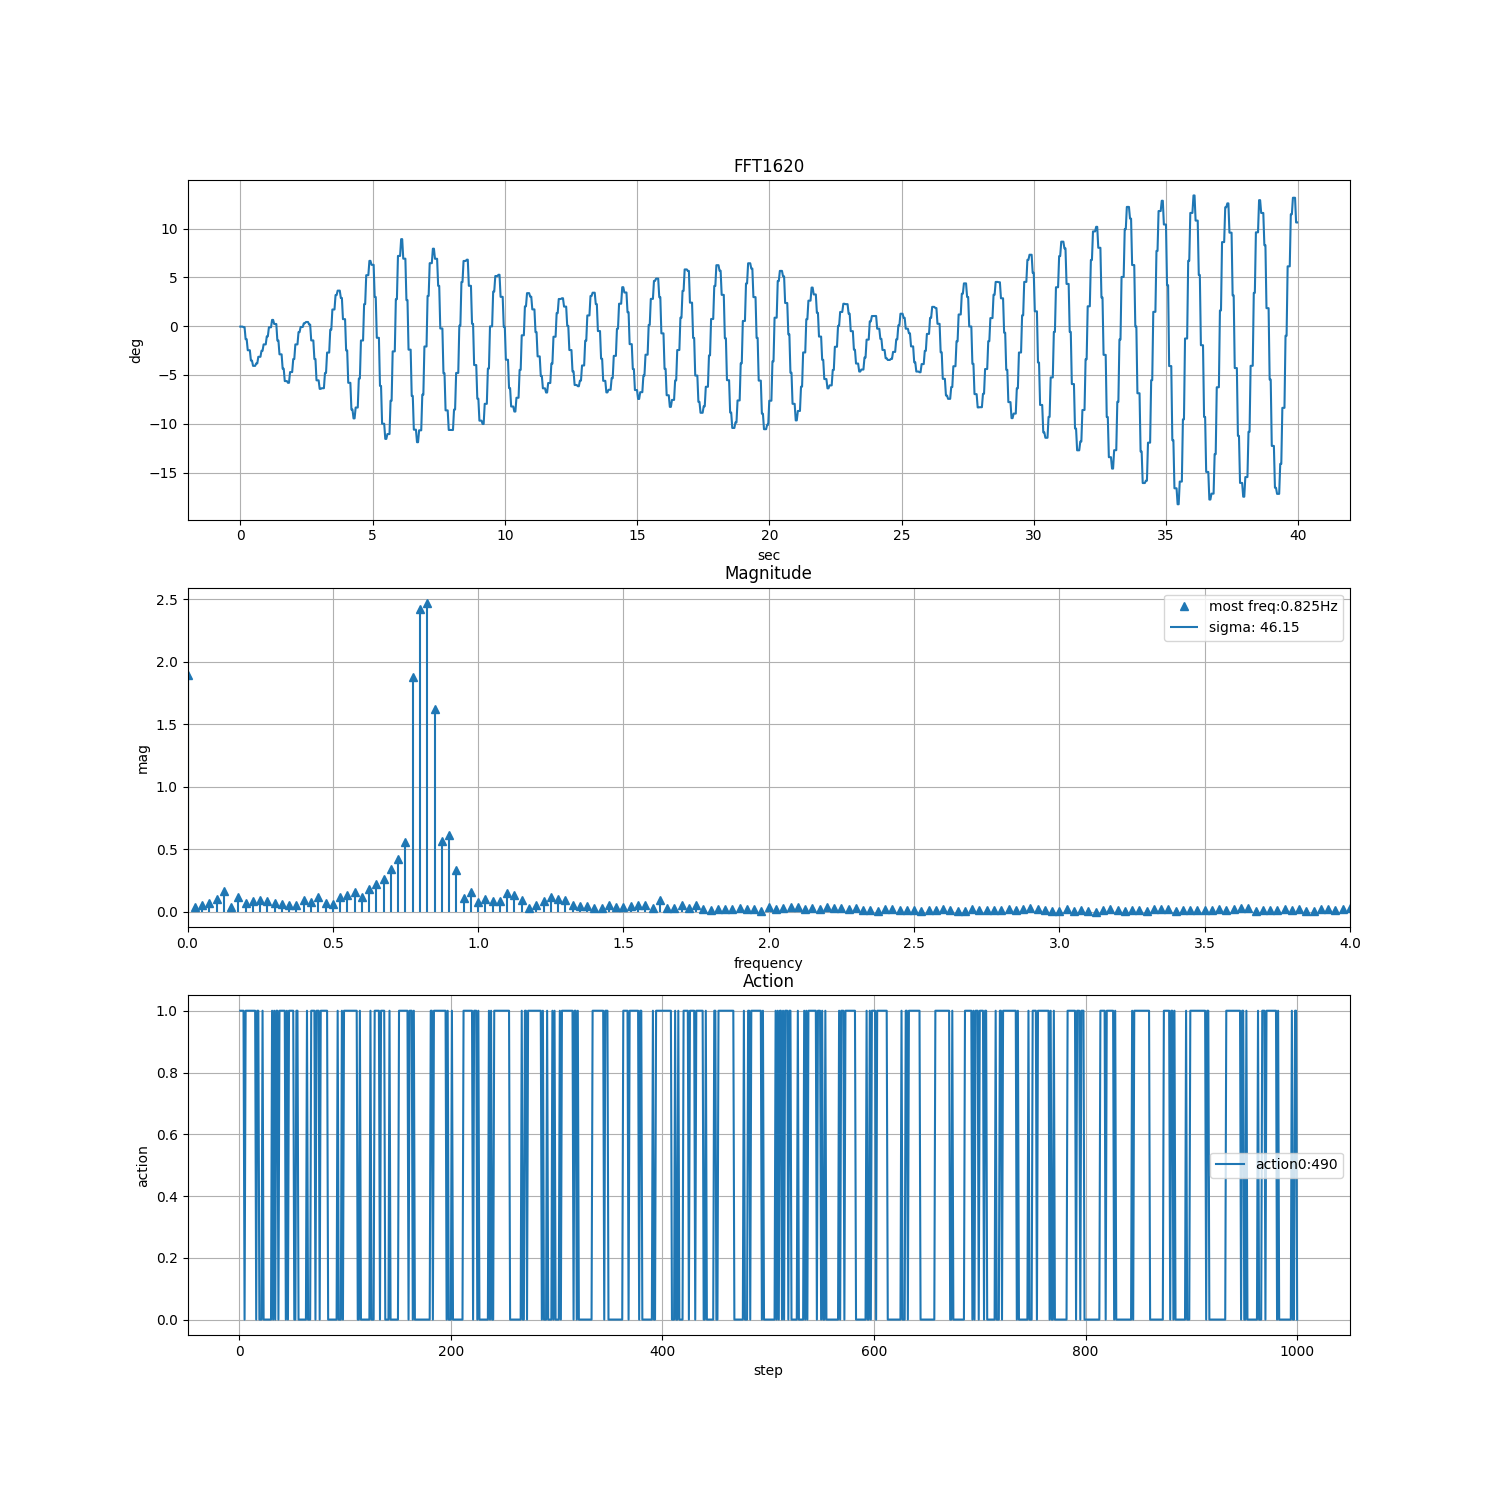 FFT1620
10
5
0
−5
−10
−15
deg
0 5 10 15 20 25 30 35 40
sec
Magnitude
2.5
2.0
1.5
1.0
0.5
0.0
mag
most freq:0.825Hz
sigma: 46.15
0.0 0.5 1.0 1.5 2.0 2.5 3.0 3.5 4.0
frequency
Action
1.0
0.8
0.6
0.4
0.2
0.0
action
action0:490
0 200 400 600 800 1000
step